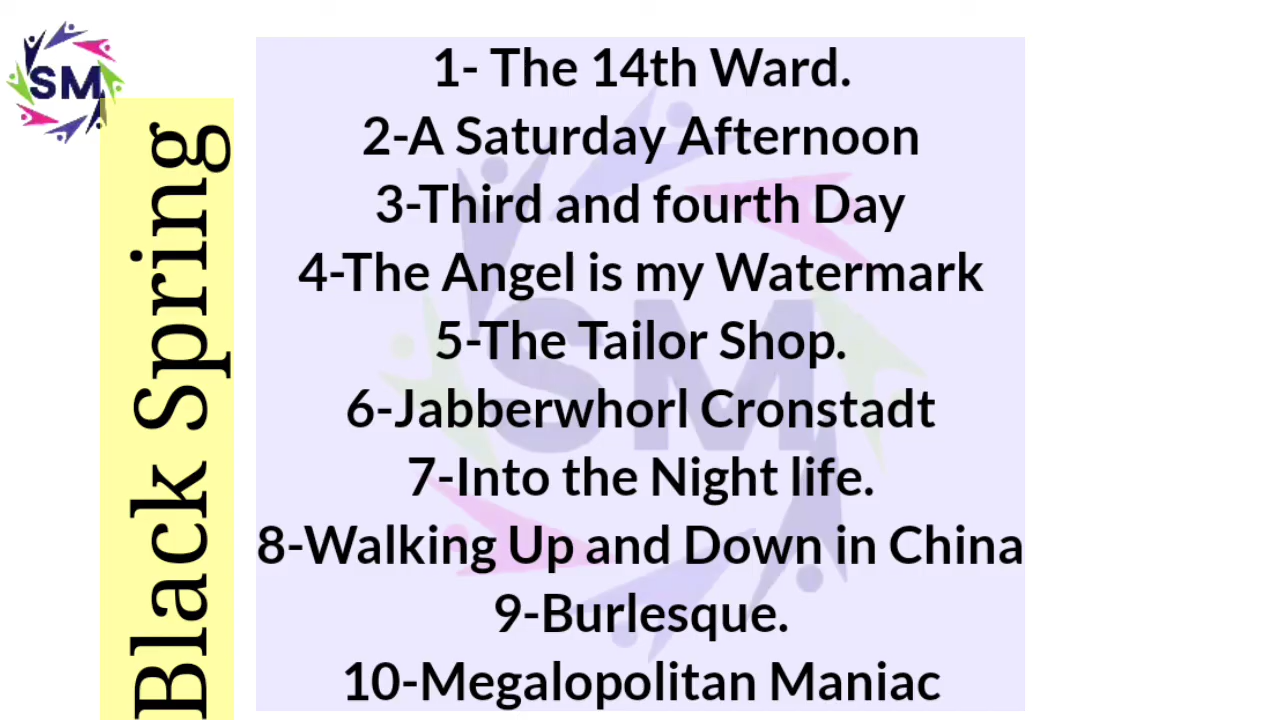 SM
Black Spring
1- The 14th Ward.
2-A Saturday Afternoon
3-Third and fourth Day
4-The Angel is my Watermark
5-The Tailor Shop.
6-Jabberwhorl Cronstadt
7-Into the Night life.
8-Walking Up and Down in China
9-Burlesque.
10-Megalopolitan Maniac
SM